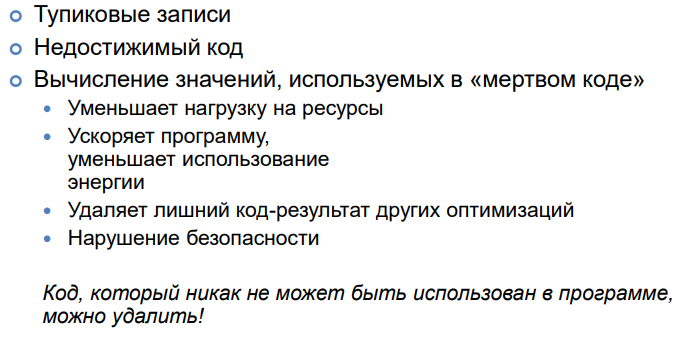 Тупиковые записи
Недостижимый код
Вычисление значений, используемых в «мертвом коде»
Уменьшает нагрузку на ресурсы
Ускоряет программу,
уменьшает использование
энергии
Удаляет лишний код-результат других оптимизаций
Нарушение безопасности
Код, который никак не может быть использован в программе,
можно удалить!